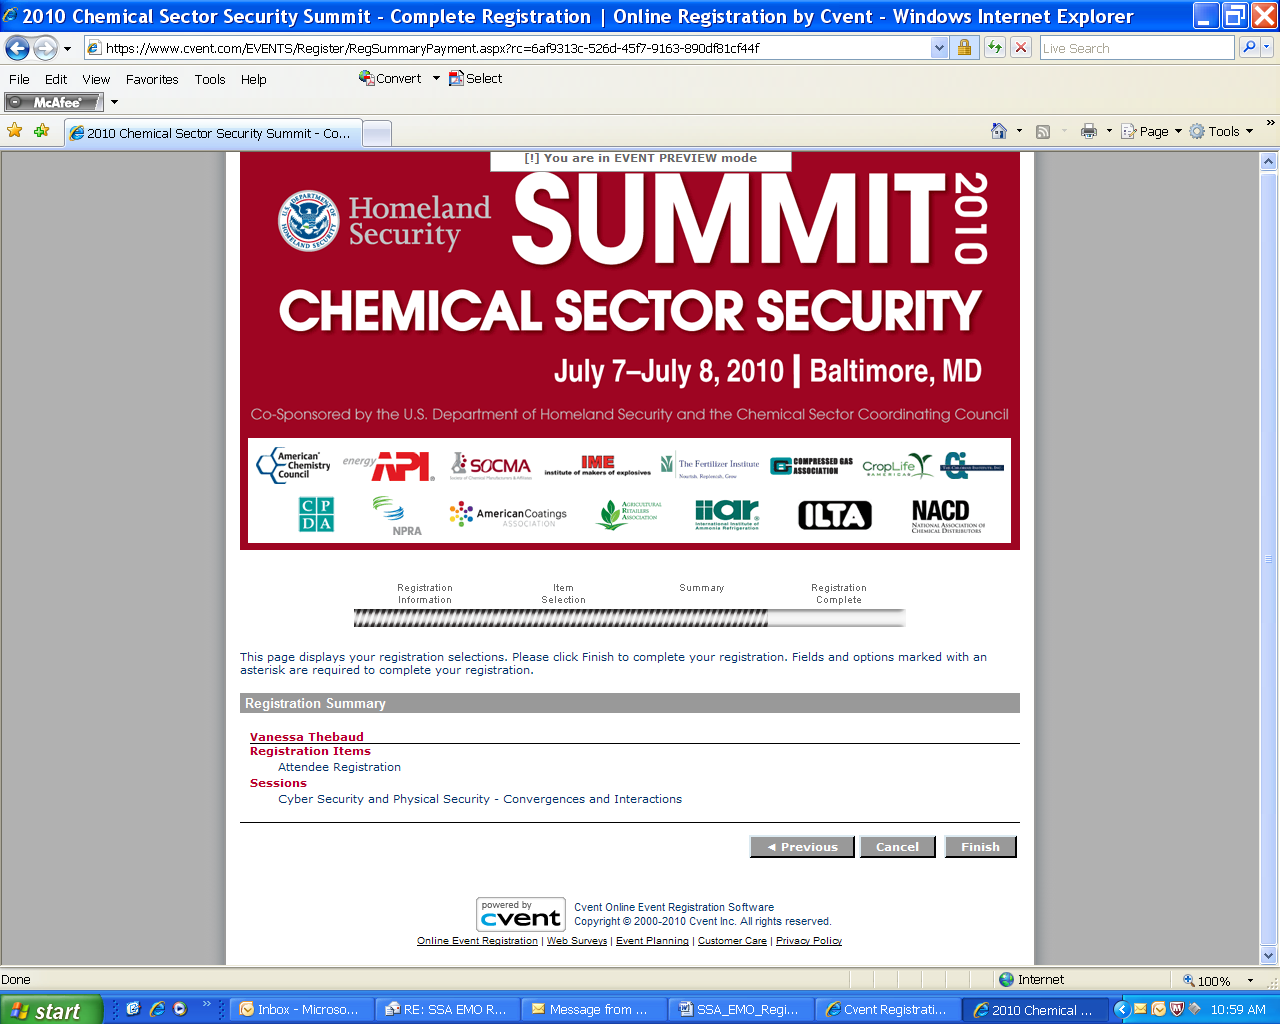 2010 Chemical Sector Security Summit - Complete Registration | Online Registration by Cvent - Windows Internet Explorer
https://www.cvent.com/EVENTS/Register/RegSummaryPayment.aspx?rc=6af9313c-526d-45f7-9163-890df81cf44f
Live Search
File Edit View Favorites Tools Help Convert Select
McAfee
2010 Chemical Sector Security Summit - Co...
Page Tools
[!] You are in EVENT PREVIEW mode
Homeland Security
SUMMIT 2010
CHEMICAL SECTOR SECURITY
July 7–July 8, 2010 | Baltimore, MD
Co-Sponsored by the U.S. Department of Homeland Security and the Chemical Sector Coordinating Council
American Chemistry Council
energy API
SOCMA
IME
institute of makers of explosives
The Fertilizer Institute
Nourish, Replenish, Grow
COMPRESSED GAS ASSOCIATION
CropLife AMERICA
CPDA
NPRA
AmericanCoatings ASSOCIATION
AGRICULTURAL RETAILERS ASSOCIATION
iiar
International Institute of Ammonia Refrigeration
ILTA
NACD
NATIONAL ASSOCIATION OF CHEMICAL DISTRIBUTORS
Registration Information
Item Selection
Summary
Registration Complete
This page displays your registration selections. Please click Finish to complete your registration. Fields and options marked with an
asterisk are required to complete your registration.
Registration Summary
Vanessa Thebaud
Registration Items
Attendee Registration
Sessions
Cyber Security and Physical Security - Convergences and Interactions
Previous Cancel Finish
powered by cvent
Cvent Online Event Registration Software
Copyright © 2000-2010 Cvent Inc. All rights reserved.
Online Event Registration | Web Surveys | Event Planning | Customer Care | Privacy Policy
Done Internet 100%
start Inbox - Microso... RE: SSA EMO R... Message from ... SSA_EMO_Regi... Cvent Registrati... 2010 Chemical ... 10:59 AM